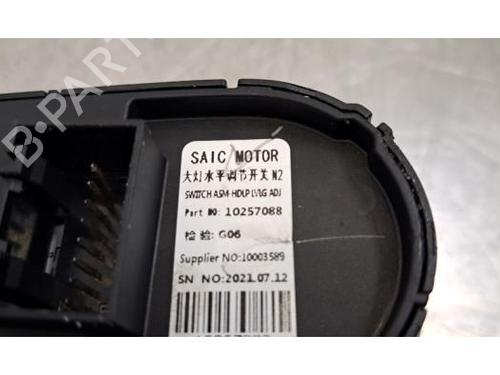 B-PARTS
SAIC MOTOR
大灯水平调节开关 N2
SWITCH ASM-HDLP LVLG ADJ
Part NO: 10257088
检 验: G06
Supplier NO:10003589
SN NO:2021.07.12